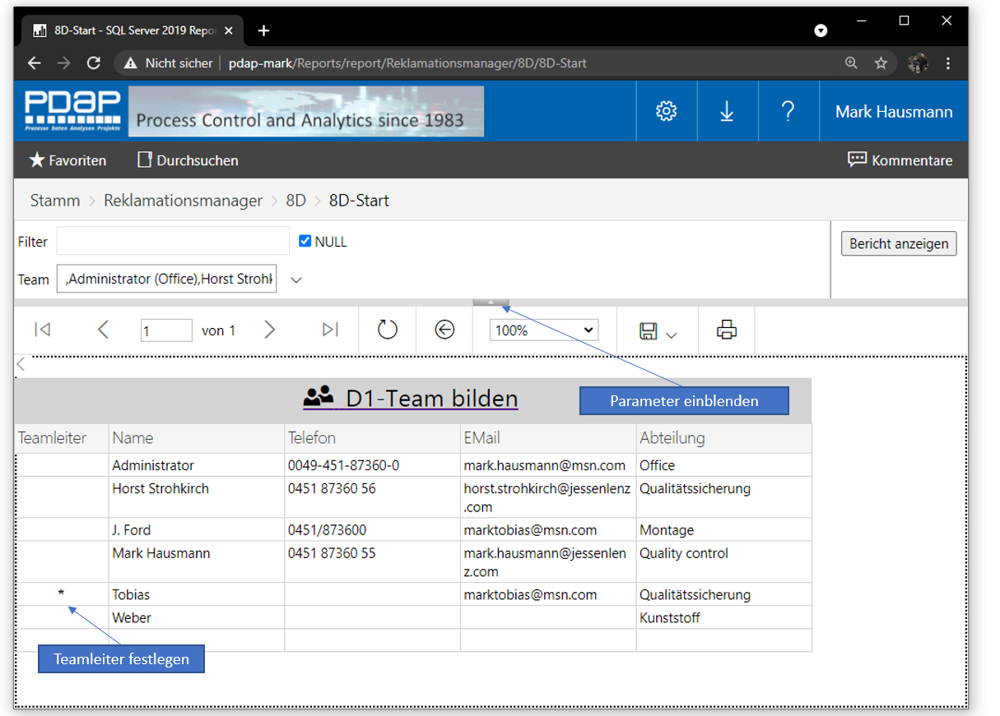 8D-Start - SQL Server 2019 Repo
Nicht sicher pdap-mark/Reports/report/Reklamationsmanager/8D/8D-Start
PDAP
Prozesse Daten Analysen Projekte
Process Control and Analytics since 1983
? Mark Hausmann
Favoriten Durchsuchen Kommentare
Stamm > Reklamationsmanager > 8D > 8D-Start
Filter NULL Bericht anzeigen
Team ,Administrator (Office),Horst Strohk
1 von 1 100%
D1-Team bilden
Parameter einblenden
Teamleiter Name Telefon EMail Abteilung
Administrator 0049-451-87360-0 mark.hausmann@msn.com Office
Horst Strohkirch 0451 87360 56 horst.strohkirch@jessenlenz Qualitätssicherung
.com
J. Ford 0451/873600 marktobias@msn.com Montage
Mark Hausmann 0451 87360 55 mark.hausmann@jessenlen Quality control
z.com
* Tobias marktobias@msn.com Qualitätssicherung
Weber Kunststoff
Teamleiter festlegen